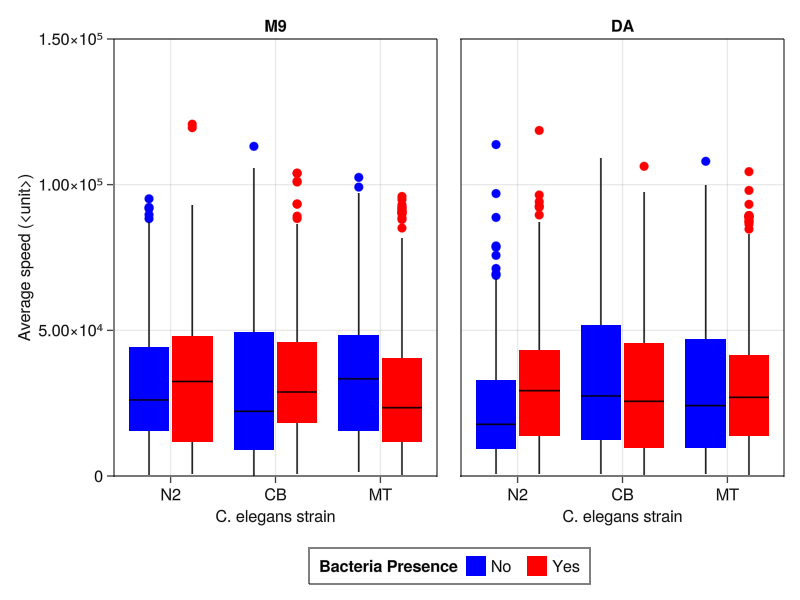 M9
DA
Average speed (<unit>)
1.50×10⁵
1.00×10⁵
5.00×10⁴
0
N2 CB MT
N2 CB MT
C. elegans strain
C. elegans strain
Bacteria Presence No Yes